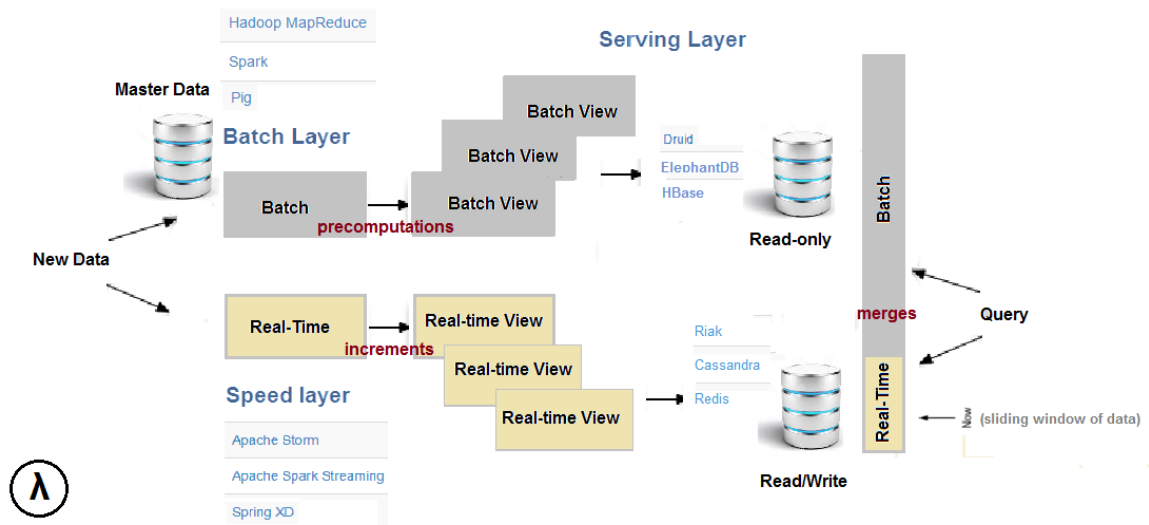 Hadoop MapReduce
Spark
Pig
Serving Layer
Master Data
Batch Layer
Batch View
Batch View
Batch View
Batch
precomputations
Druid
ElephantDB
HBase
Read-only
Batch
New Data
Real-Time
increments
Real-time View
Real-time View
Real-time View
Riak
Cassandra
Redis
merges
Query
Real-Time
Now
(sliding window of data)
Speed layer
Apache Storm
Apache Spark Streaming
Spring XD
Read/Write
λ